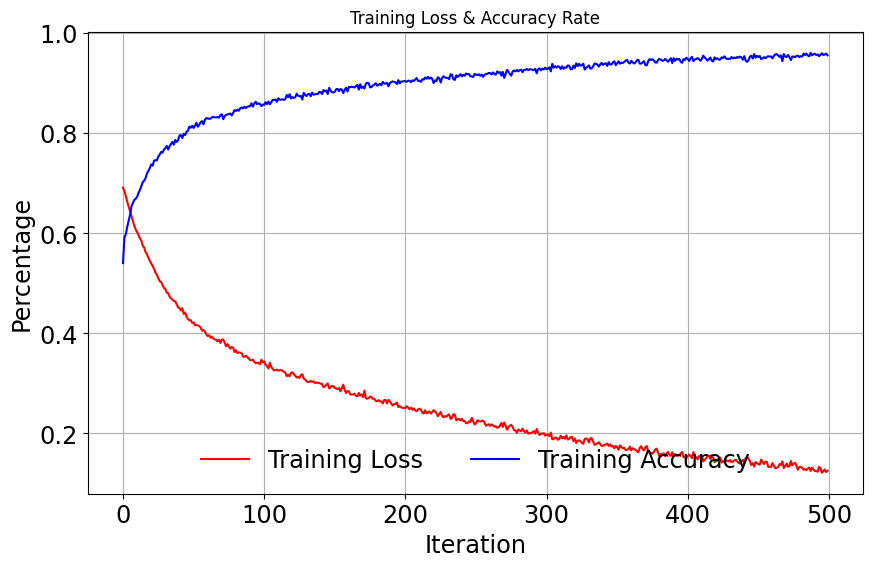 Training Loss & Accuracy Rate
1.0
0.8
0.6
0.4
0.2
Percentage
Training Loss Training Accuracy
0 100 200 300 400 500
Iteration